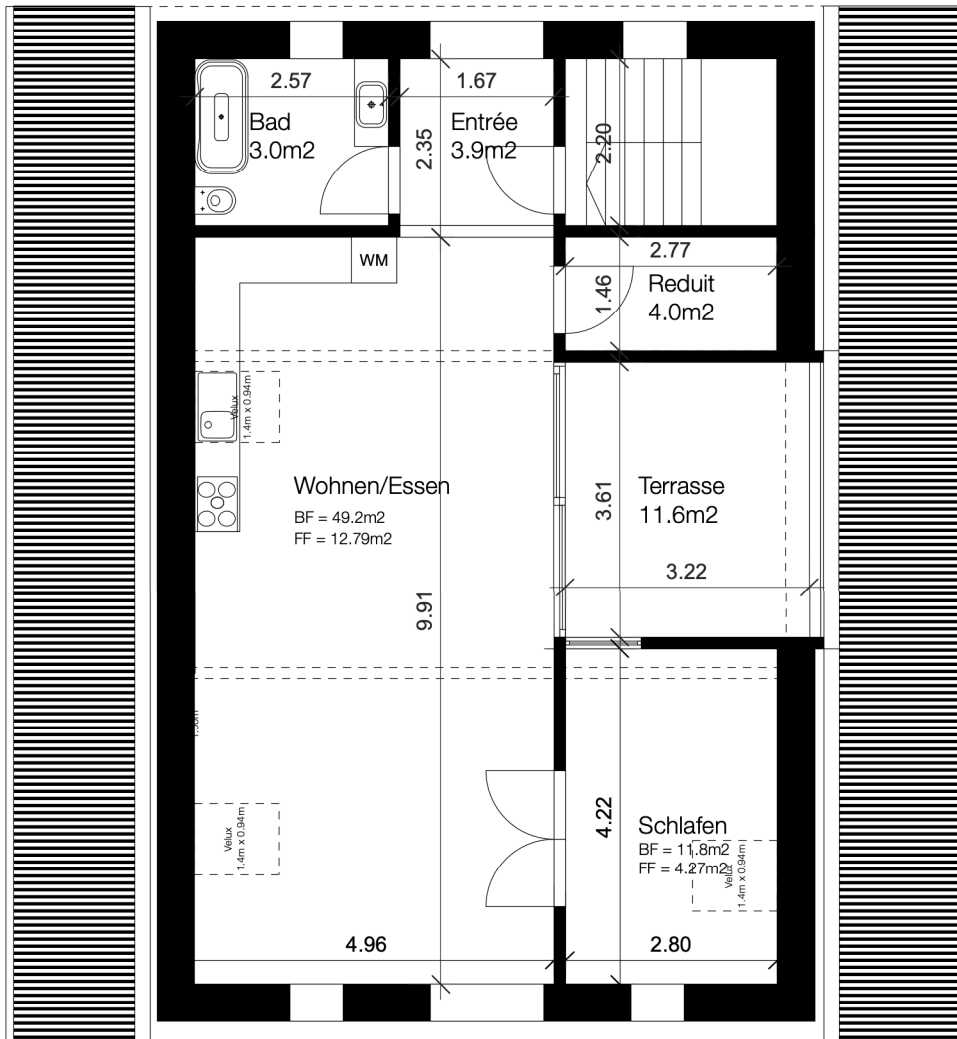 2.57
1.67
Bad
3.0m2
Entrée
3.9m2
2.35
2.20
WM
2.77
Reduit
4.0m2
1.46
Velux
1.4m x 0.94m
Wohnen/Essen
BF = 49.2m2
FF = 12.79m2
Terrasse
11.6m2
3.61
3.22
9.91
Velux
1.4m x 0.94m
4.22
Schlafen
BF = 11.8m2
FF = 4.27m2
Velux
1.4m x 0.94m
4.96
2.80